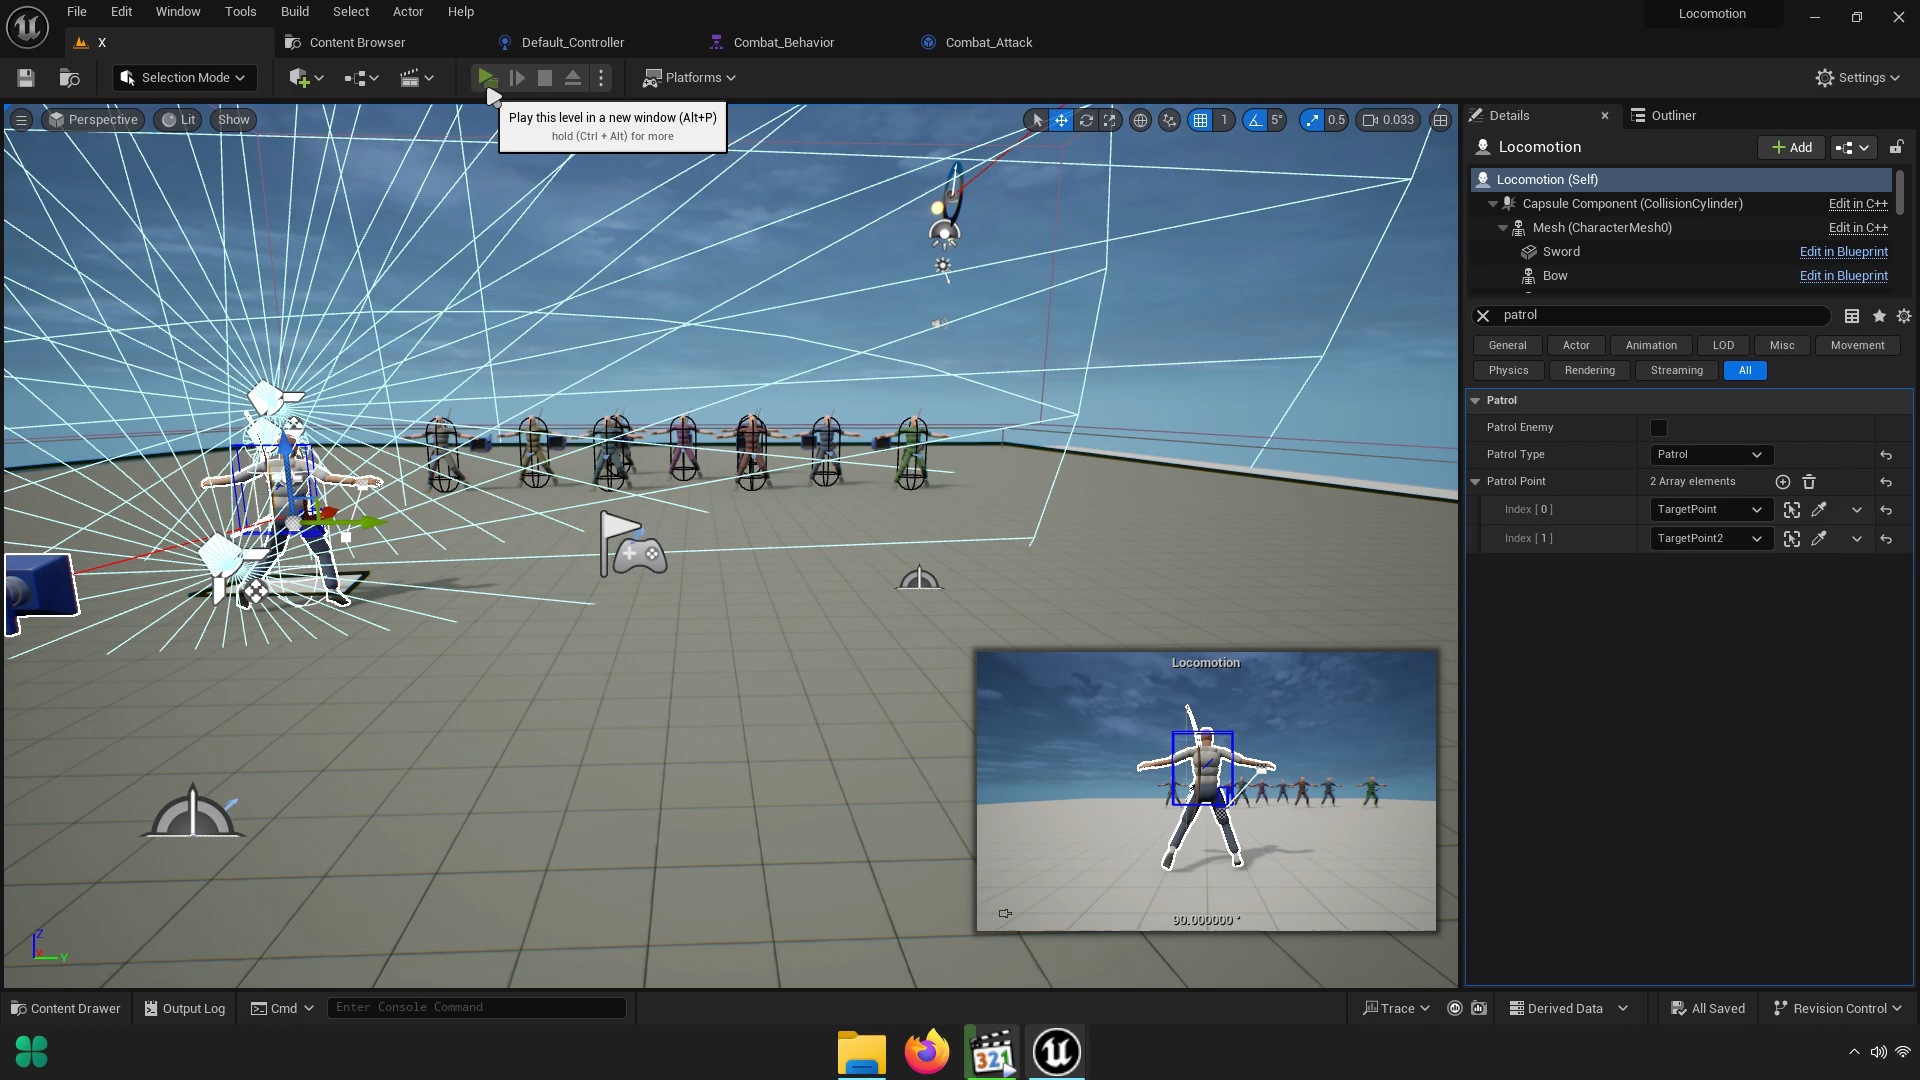 File Edit Window Tools Build Select Actor Help
Locomotion
X
Content Browser
Default_Controller
Combat_Behavior
Combat_Attack
Selection Mode
Platforms
Settings
Play this level in a new window (Alt+P)
hold (Ctrl + Alt) for more
Perspective
Lit
Show
1
5°
0.5
0.033
Details
Outliner
Locomotion
Add
Locomotion (Self)
Capsule Component (CollisionCylinder) Edit in C++
Mesh (CharacterMesh0) Edit in C++
Sword Edit in Blueprint
Bow Edit in Blueprint
patrol
General Actor Animation LOD Misc Movement
Physics Rendering Streaming All
Patrol
Patrol Enemy
Patrol Type Patrol
Patrol Point 2 Array elements
Index [ 0 ] TargetPoint
Index [ 1 ] TargetPoint2
Locomotion
90.000000 °
Z
Y
Content Drawer
Output Log
Cmd
Enter Console Command
Trace
Derived Data
All Saved
Revision Control
321